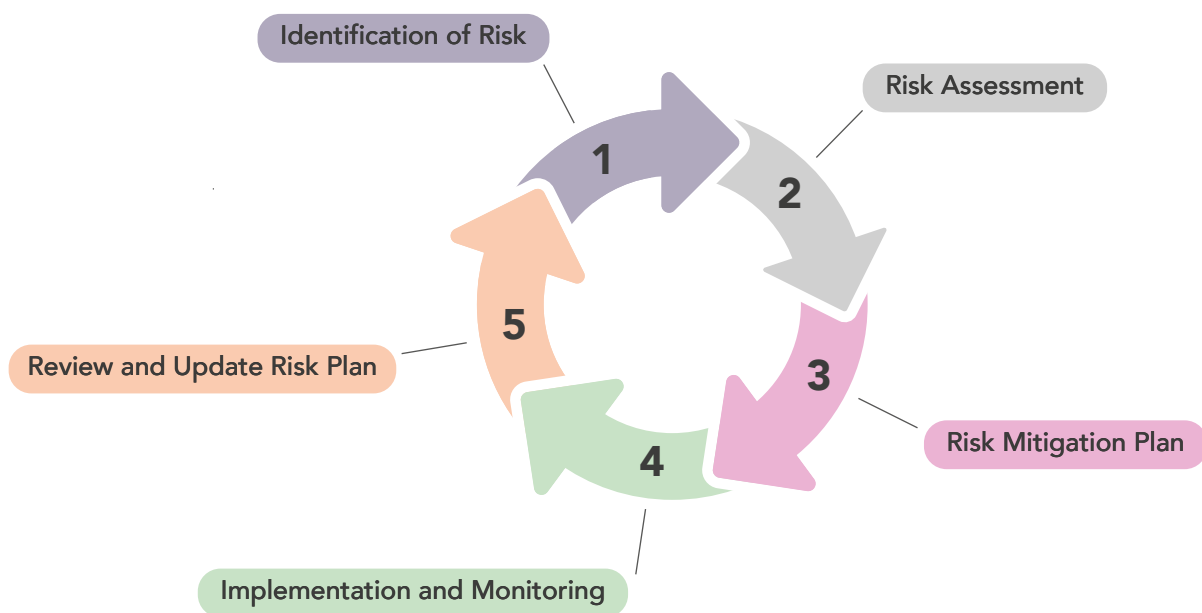 Identification of Risk
Risk Assessment
1
2
3
4
5
Review and Update Risk Plan
Risk Mitigation Plan
Implementation and Monitoring